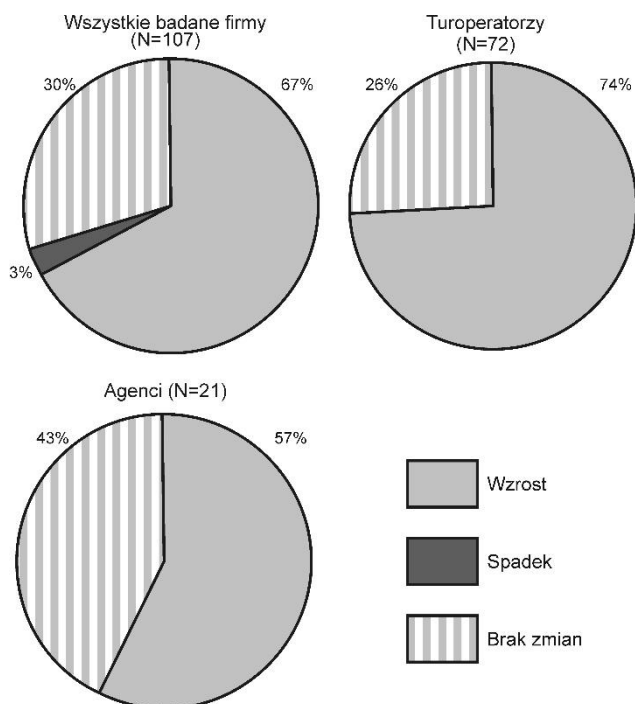 Wszystkie badane firmy
(N=107)
30%
67%
3%
Turoperatorzy
(N=72)
26%
74%
Agenci (N=21)
43%
57%
Wzrost
Spadek
Brak zmian